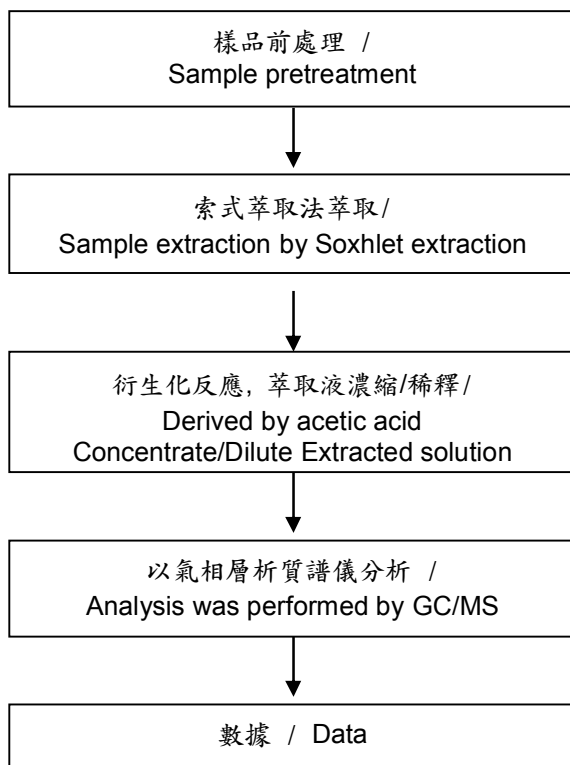 樣品前處理 /
Sample pretreatment
索式萃取法萃取/
Sample extraction by Soxhlet extraction
衍生化反應, 萃取液濃縮/稀釋/
Derived by acetic acid
Concentrate/Dilute Extracted solution
以氣相層析質譜儀分析 /
Analysis was performed by GC/MS
數據 / Data